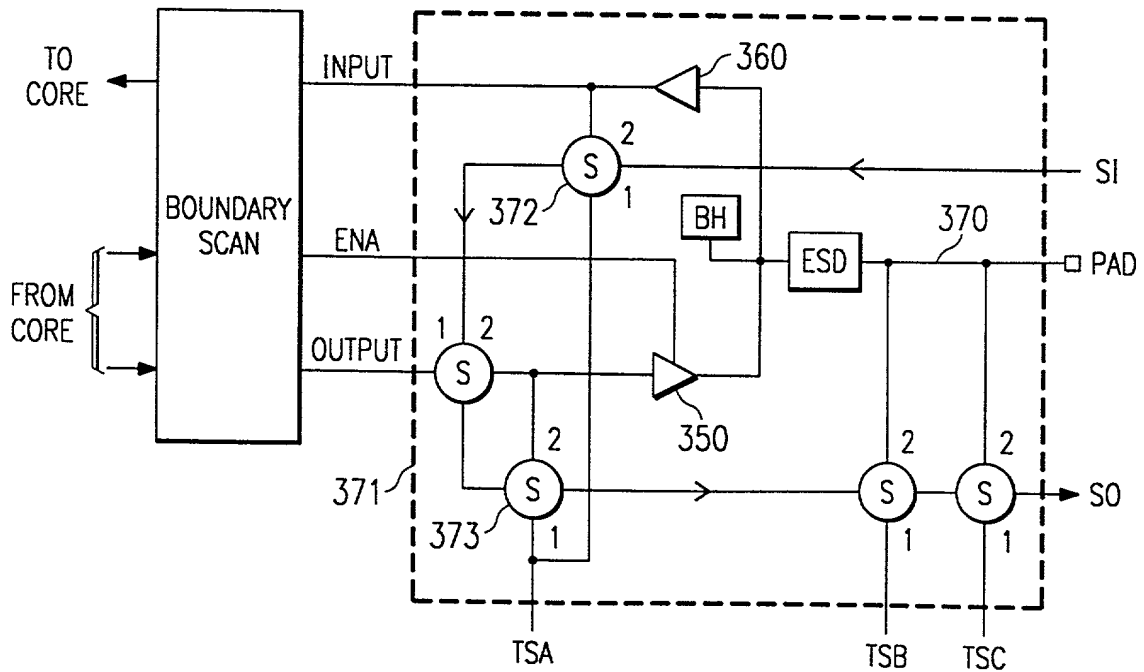 TO
CORE
INPUT
360
2
S
1
372
SI
BOUNDARY
SCAN
BH
370
ENA
ESD
PAD
FROM
CORE
1
2
OUTPUT
S
350
2
2
2
371
S
S
S
SO
373
1
1
1
TSA
TSB
TSC